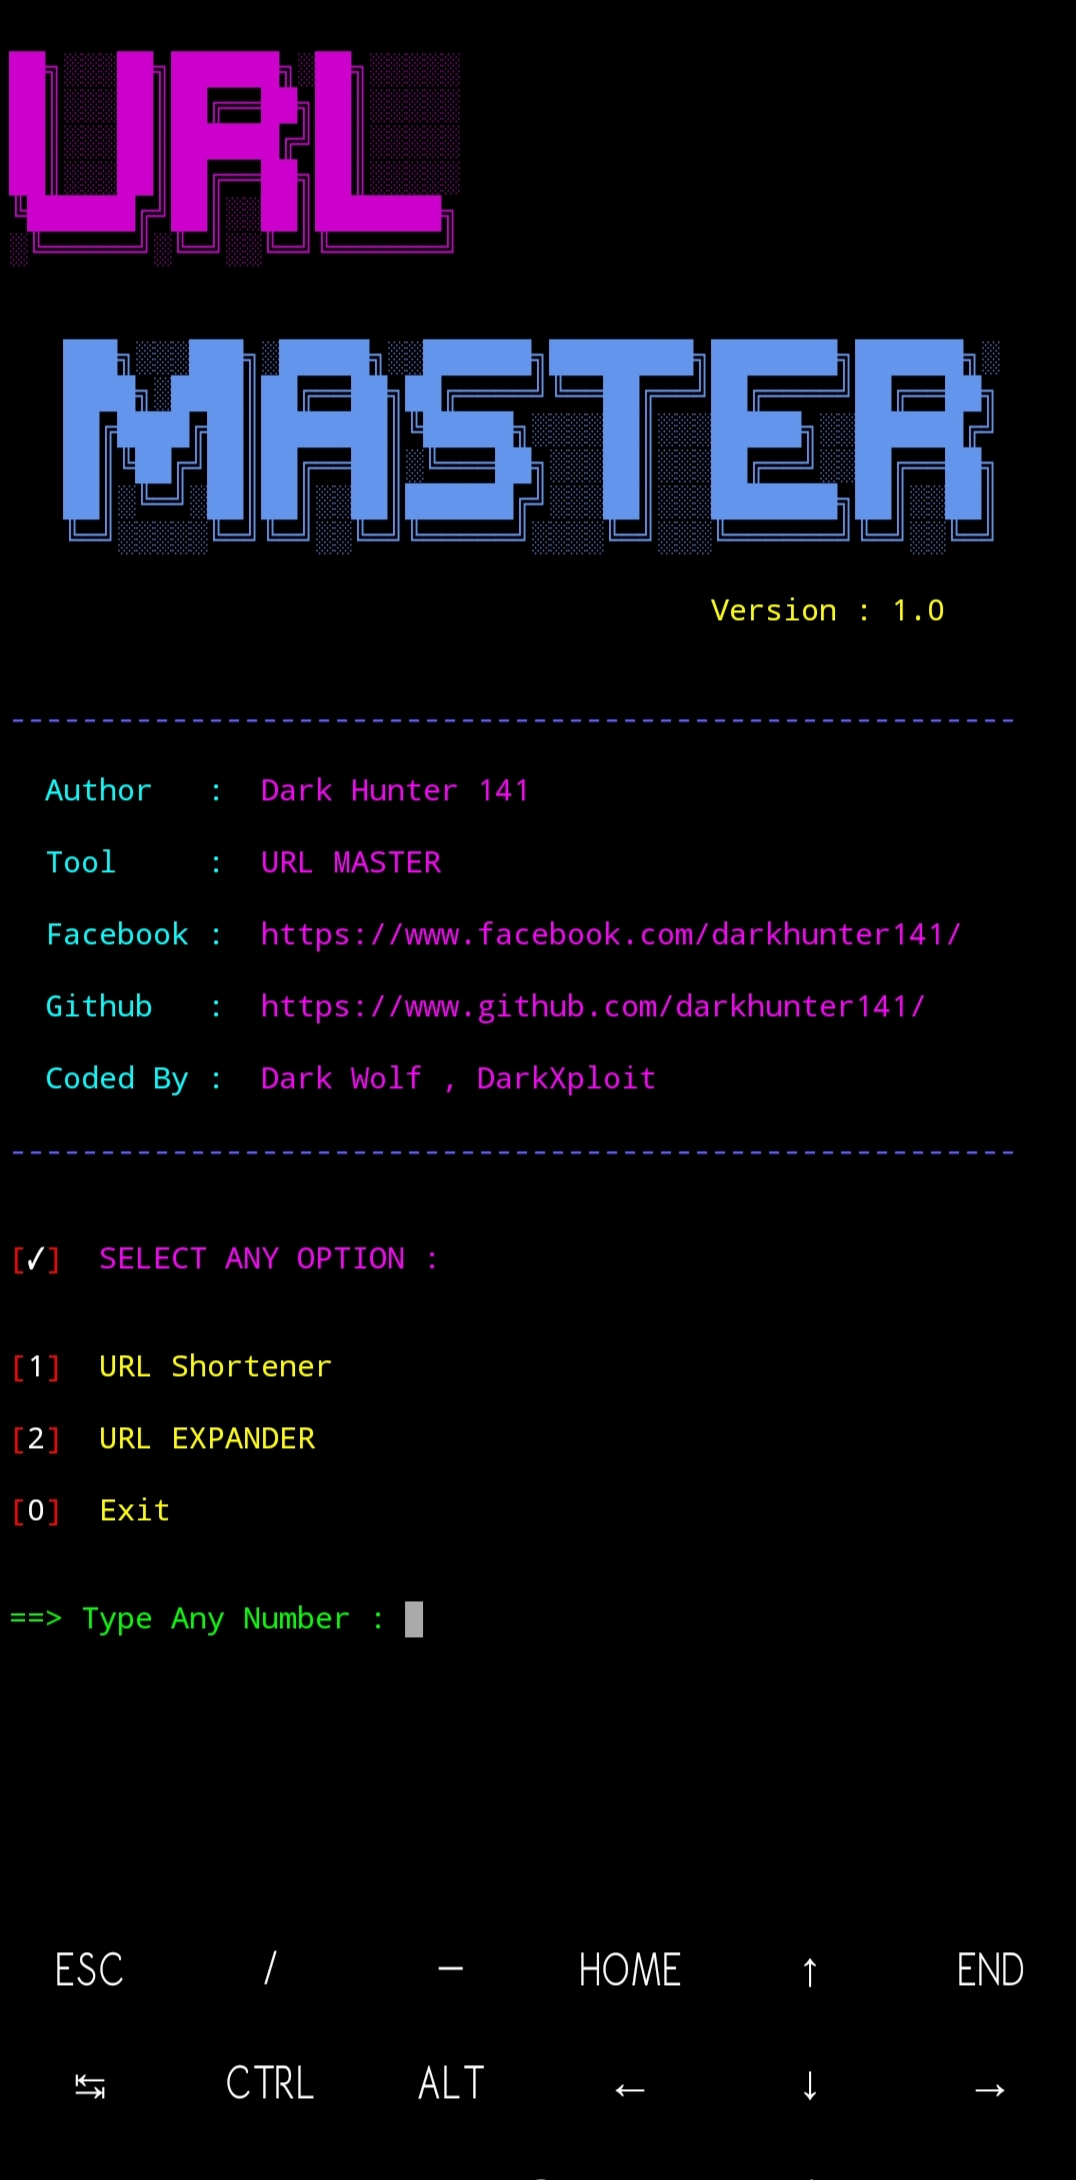 URL
MASTER
Version : 1.0
-------------------------------------------------------
Author : Dark Hunter 141
Tool : URL MASTER
Facebook : https://www.facebook.com/darkhunter141/
Github : https://www.github.com/darkhunter141/
Coded By : Dark Wolf , DarkXploit
-------------------------------------------------------
[✓] SELECT ANY OPTION :
[1] URL Shortener
[2] URL EXPANDER
[0] Exit
==> Type Any Number :
ESC / — HOME ↑ END
↹ CTRL ALT ← ↓ →